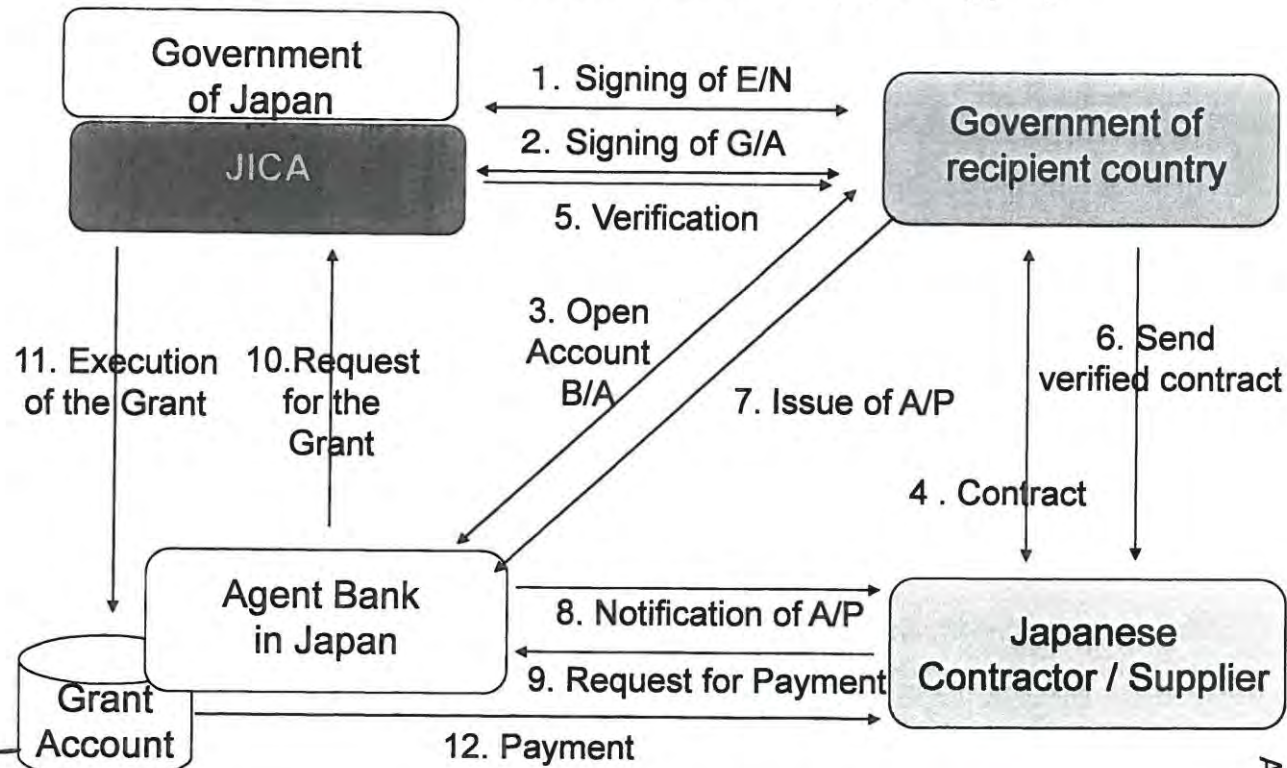 Government
of Japan
JICA
1. Signing of E/N
2. Signing of G/A
5. Verification
Government of
recipient country
11. Execution
of the Grant
10.Request
for the
Grant
3. Open
Account
B/A
7. Issue of A/P
6. Send
verified contract
4 . Contract
Agent Bank
in Japan
8. Notification of A/P
9. Request for Payment
Japanese
Contractor / Supplier
Grant
Account
12. Payment